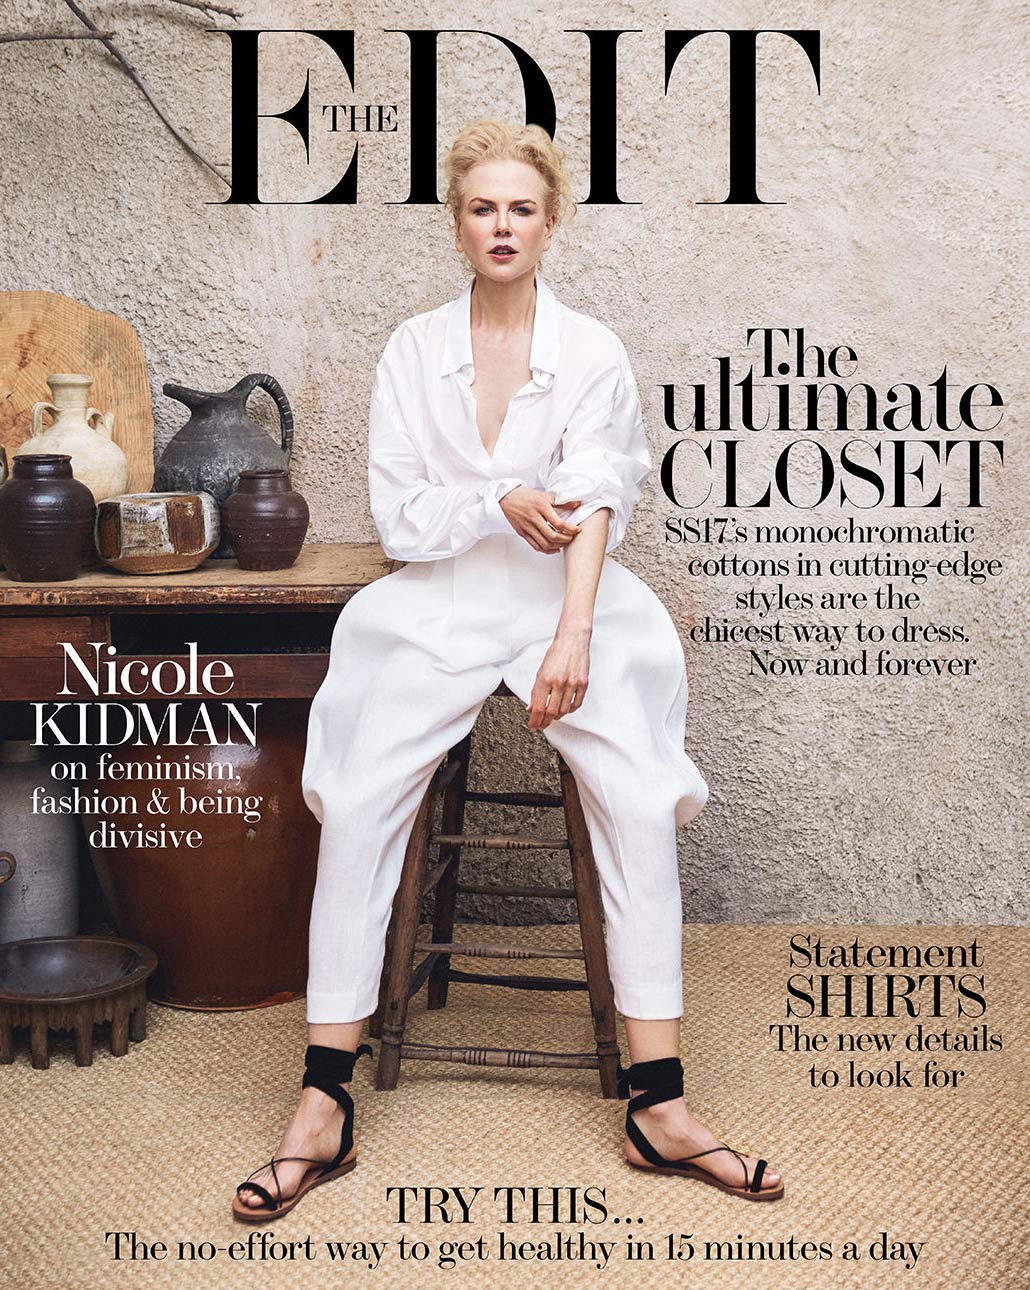 THE
EDIT
The
ultimate
CLOSET
SS17's monochromatic
cottons in cutting-edge
styles are the
chicest way to dress.
Now and forever
Nicole
KIDMAN
on feminism,
fashion & being
divisive
Statement
SHIRTS
The new details
to look for
TRY THIS...
The no-effort way to get healthy in 15 minutes a day